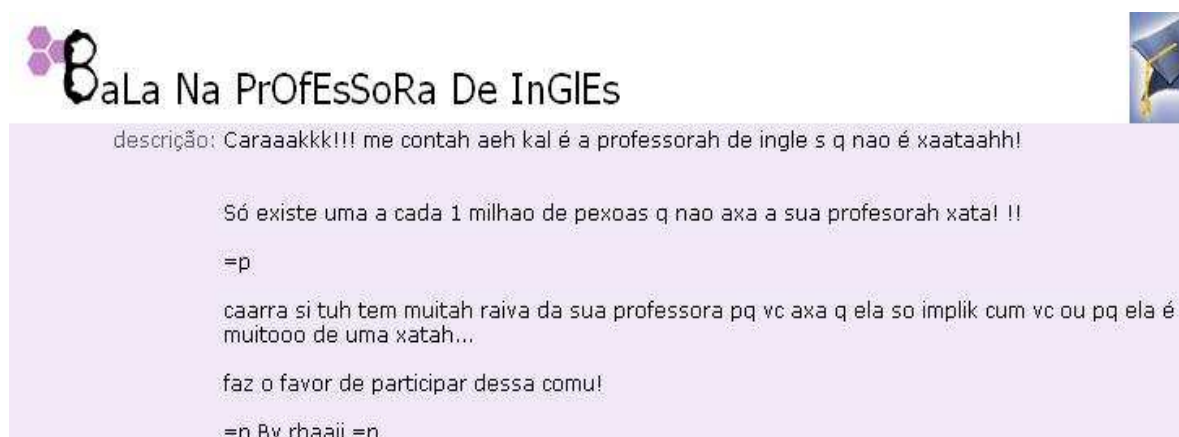 BaLa Na PrOfEsSoRa De InGlEs
descrição: Caraaakkk!!! me contah aeh kal é a professorah de ingle s q nao é xaataahh!
Só existe uma a cada 1 milhao de pexoas q nao axa a sua profesorah xata! !!
=p
caarra si tuh tem muitah raiva da sua professora pq vc axa q ela so implik cum vc ou pq ela é
muitooo de uma xatah...
faz o favor de participar dessa comu!
=p By rhaaii =p